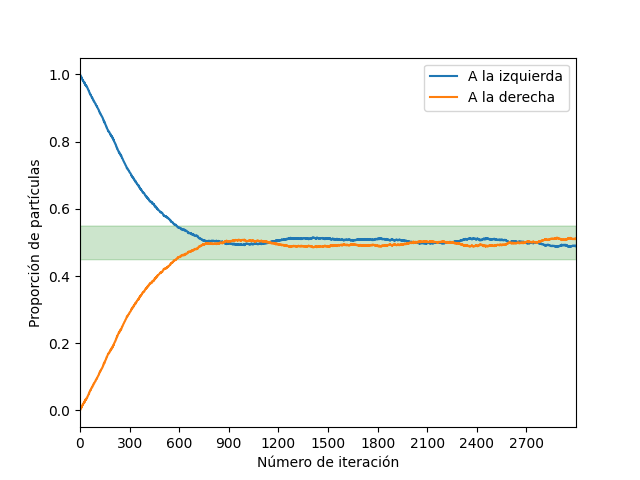 A la izquierda
A la derecha
1.0
0.8
0.6
0.4
0.2
0.0
Proporción de partículas
0 300 600 900 1200 1500 1800 2100 2400 2700
Número de iteración